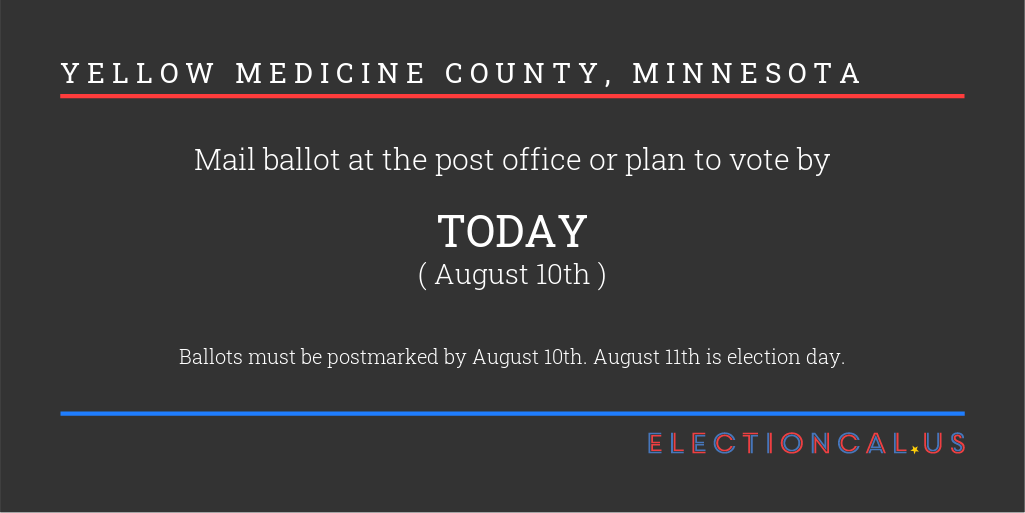 YELLOW MEDICINE COUNTY, MINNESOTA
Mail ballot at the post office or plan to vote by
TODAY
( August 10th )
Ballots must be postmarked by August 10th. August 11th is election day.
ELECTIONCAL.US